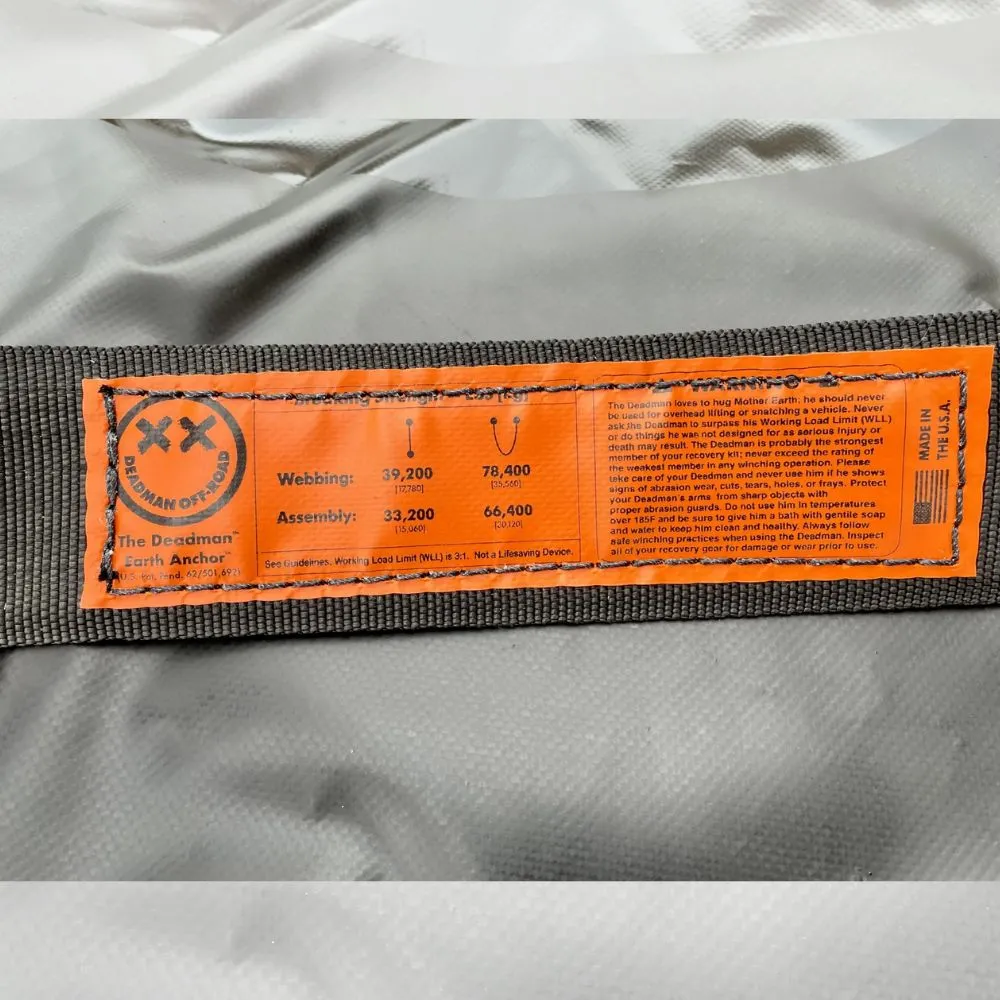 DEADMAN OFF-ROAD
The Deadman™
Earth Anchor™
(U.S. Pat. Pend. 62/501,692)
Breaking Strength - Lbs (Kg)
Webbing: 39,200 78,400
[17,780] [35,560]
Assembly: 33,200 66,400
[15,060] [30,120]
See Guidelines. Working Load Limit (WLL) is 3:1. Not a Lifesaving Device.
WARNING
The Deadman loves to hug Mother Earth; he should never
be used for overhead lifting or snatching a vehicle. Never
ask the Deadman to surpass his Working Load Limit (WLL)
or do things he was not designed for as serious injury or
death may result. The Deadman is probably the strongest
member of your recovery kit; never exceed the rating of
the weakest member in any winching operation. Please
take care of your Deadman and never use him if he shows
signs of abrasion wear, cuts, tears, holes, or frays. Protect
your Deadman's arms from sharp objects with
proper abrasion guards. Do not use him in temperatures
over 185F and be sure to give him a bath with gentle soap
and water to keep him clean and healthy. Always follow
safe winching practices when using the Deadman. Inspect
all of your recovery gear for damage or wear prior to use.
MADE IN
THE U.S.A.